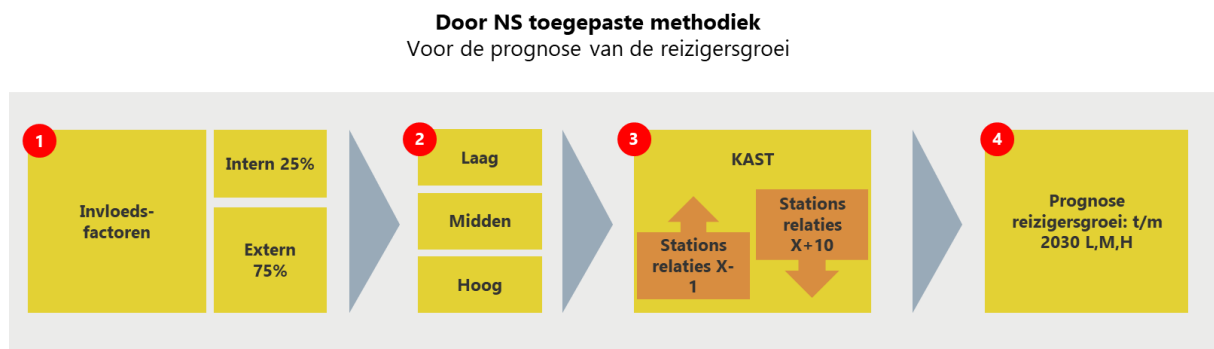 Door NS toegepaste methodiek
Voor de prognose van de reizigersgroei
1
Invloeds-
factoren
Intern 25%
Extern
75%
2
Laag
Midden
Hoog
3
KAST
Stations
relaties X-
1
Stations
relaties
X+10
4
Prognose
reizigersgroei: t/m
2030 L,M,H